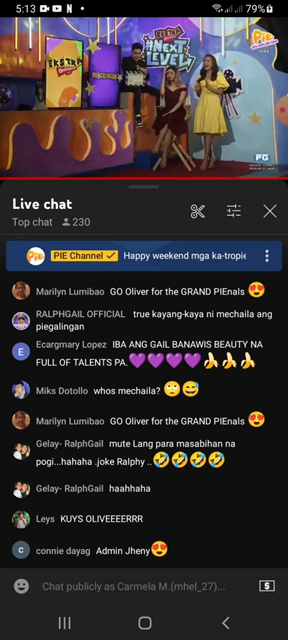 5:13
N
79%
EKSTRA
PIEGALINGAN
EKSTRA
#NEXT
LEVEL
Pie
PG
Live chat
Top chat 230
Pie PIE Channel Happy weekend mga ka-tropie
Marilyn Lumibao GO Oliver for the GRAND PIEnals 😍
RALPHGAIL OFFICIAL true kayang-kaya ni mechaila ang
piegalingan
E Ecargmary Lopez IBA ANG GAIL BANAWIS BEAUTY NA
FULL OF TALENTS PA. 💜💜💜💜🍌🍌🍌
Miks Dotollo whos mechaila? 🙄😅
Marilyn Lumibao GO Oliver for the GRAND PIEnals 😍
Gelay- RalphGail mute Lang para masabihan na
pogi...hahaha .joke Ralphy ..🤣🤣🤣🤣
Gelay- RalphGail haahhaha
Leys KUYS OLIVEEEERRR
c connie dayag Admin Jheny😍
Chat publicly as Carmela M.(mhel_27)...